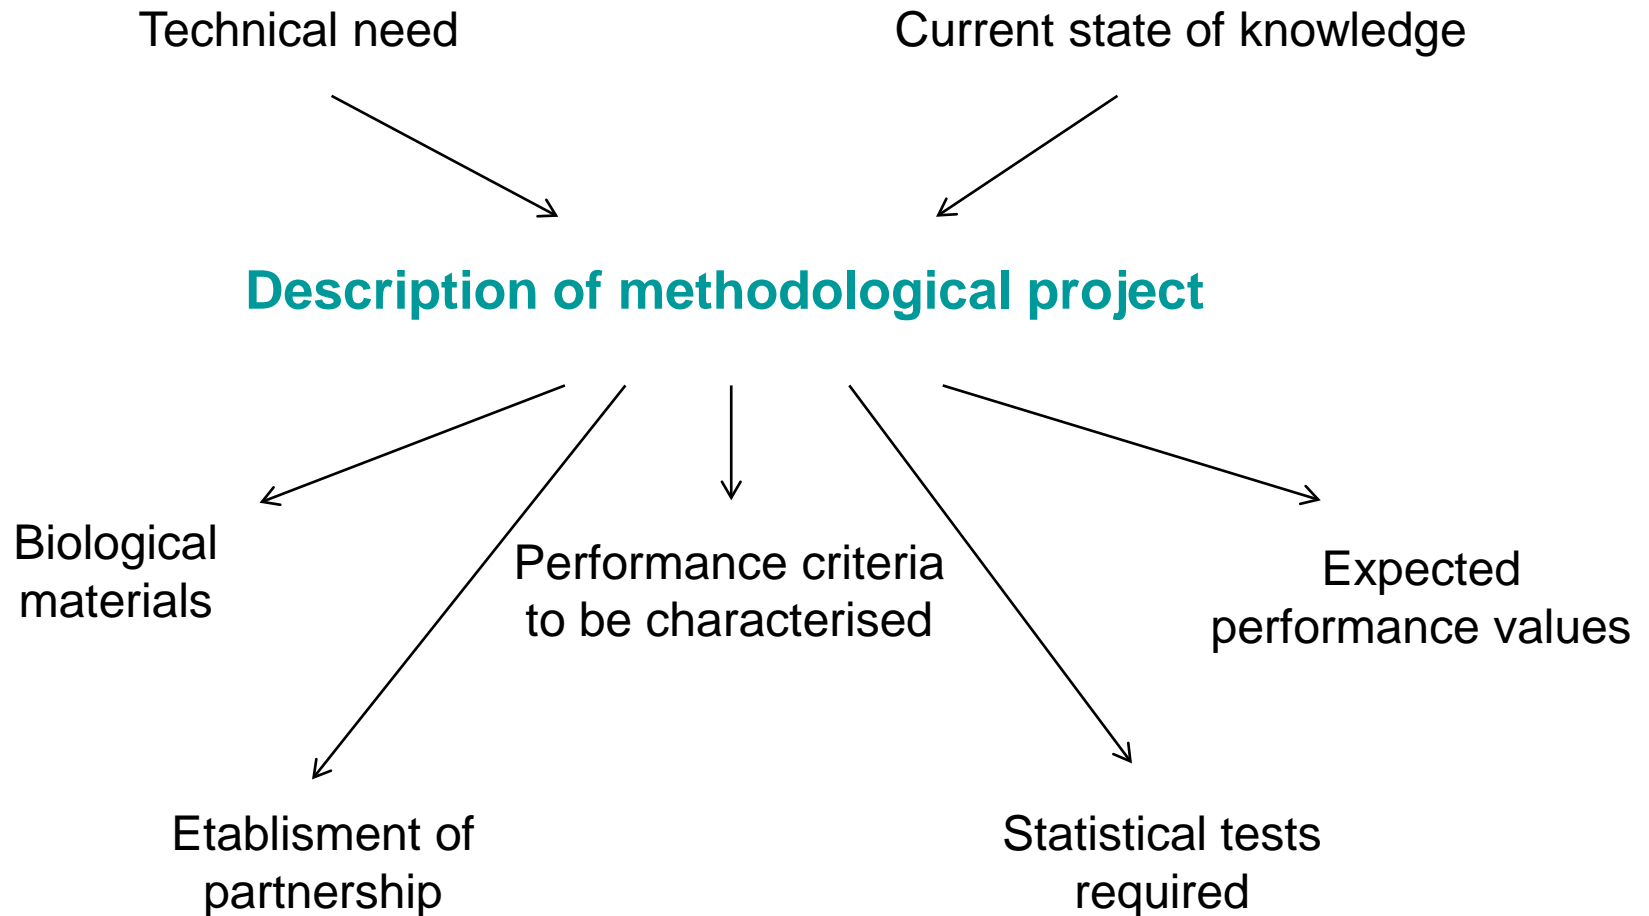 Technical need
Current state of knowledge
Description of methodological project
Biological
materials
Performance criteria
to be characterised
Expected
performance values
Etablisment of
partnership
Statistical tests
required